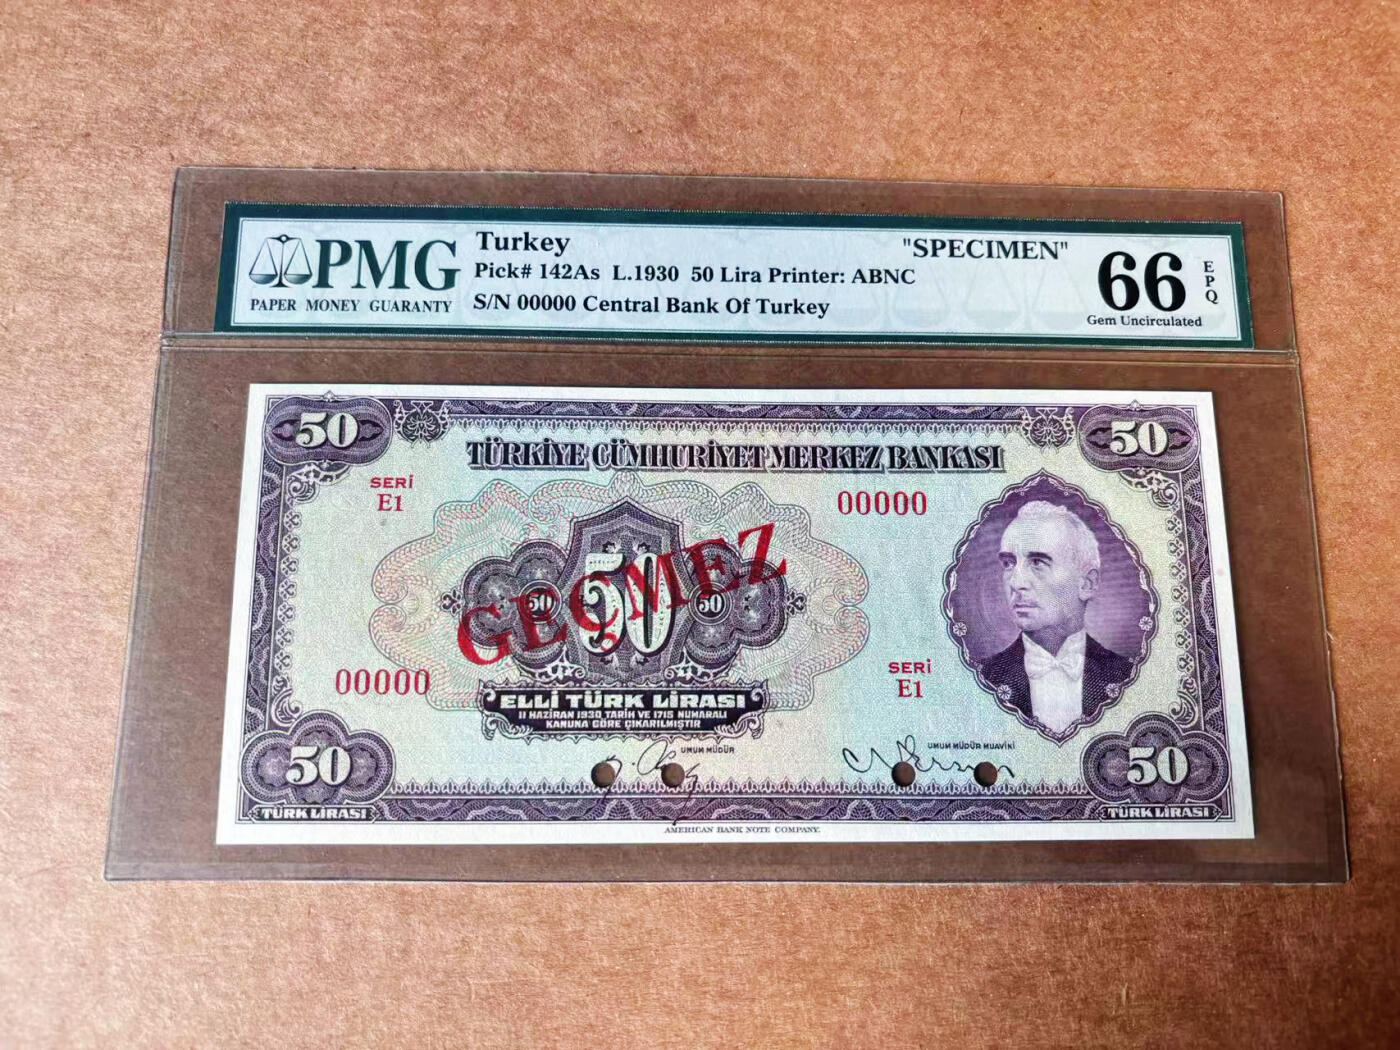 PMG
PAPER MONEY GUARANTY
Turkey "SPECIMEN"
Pick# 142As L.1930 50 Lira Printer: ABNC
S/N 00000 Central Bank Of Turkey
66 EPQ
Gem Uncirculated
50 50
TÜRKİYE CÜMHURİYET MERKEZ BANKASI
SERİ
E1
00000
50 50 50
GEÇMEZ
00000
SERİ
E1
ELLİ TÜRK LİRASI
11 HAZİRAN 1930 TARİH VE 1715 NUMARALI
KANUNA GÖRE ÇIKARILMIŞTIR
UMUM MÜDÜR
UMUM MÜDÜR MUAVİNİ
50 50
TÜRK LİRASI TÜRK LİRASI
AMERICAN BANK NOTE COMPANY.